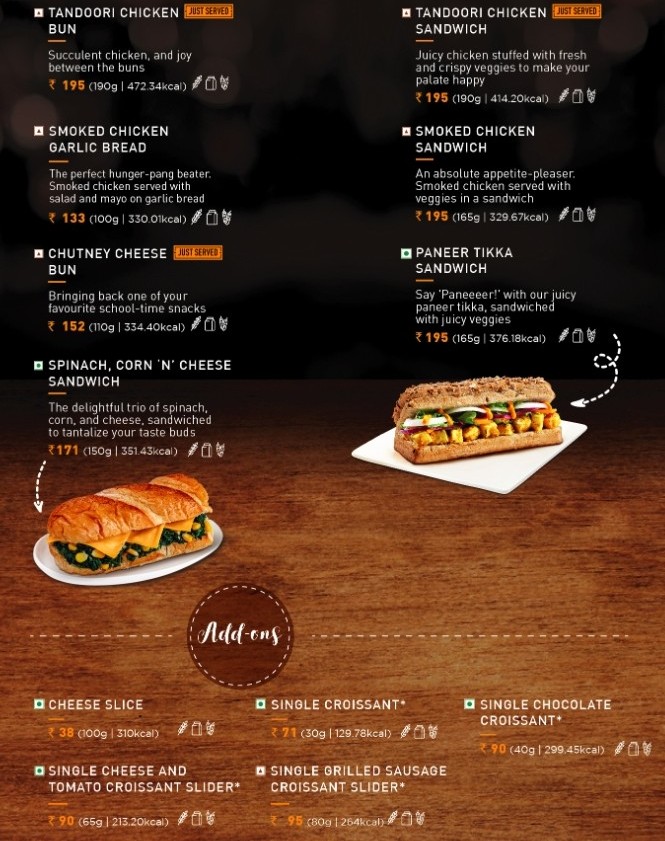 TANDOORI CHICKEN JUST SERVED
BUN
Succulent chicken, and joy
between the buns
₹ 195 (190g | 472.34kcal)
TANDOORI CHICKEN JUST SERVED
SANDWICH
Juicy chicken stuffed with fresh
and crispy veggies to make your
palate happy
₹ 195 (190g | 414.20kcal)
SMOKED CHICKEN
GARLIC BREAD
The perfect hunger-pang beater.
Smoked chicken served with
salad and mayo on garlic bread
₹ 133 (100g | 330.01kcal)
SMOKED CHICKEN
SANDWICH
An absolute appetite-pleaser.
Smoked chicken served with
veggies in a sandwich
₹ 195 (165g | 329.67kcal)
CHUTNEY CHEESE JUST SERVED
BUN
Bringing back one of your
favourite school-time snacks
₹ 152 (110g | 334.40kcal)
PANEER TIKKA
SANDWICH
Say 'Paneeeer!' with our juicy
paneer tikka, sandwiched
with juicy veggies
₹ 195 (165g | 376.18kcal)
SPINACH, CORN 'N' CHEESE
SANDWICH
The delightful trio of spinach,
corn, and cheese, sandwiched
to tantalize your taste buds
₹ 171 (150g | 351.43kcal)
Add-ons
CHEESE SLICE
₹ 38 (100g | 310kcal)
SINGLE CROISSANT*
₹ 71 (30g | 129.78kcal)
SINGLE CHOCOLATE
CROISSANT*
₹ 90 (40g | 299.45kcal)
SINGLE CHEESE AND
TOMATO CROISSANT SLIDER*
₹ 90 (65g | 213.20kcal)
SINGLE GRILLED SAUSAGE
CROISSANT SLIDER*
₹ 95 (80g | 264kcal)